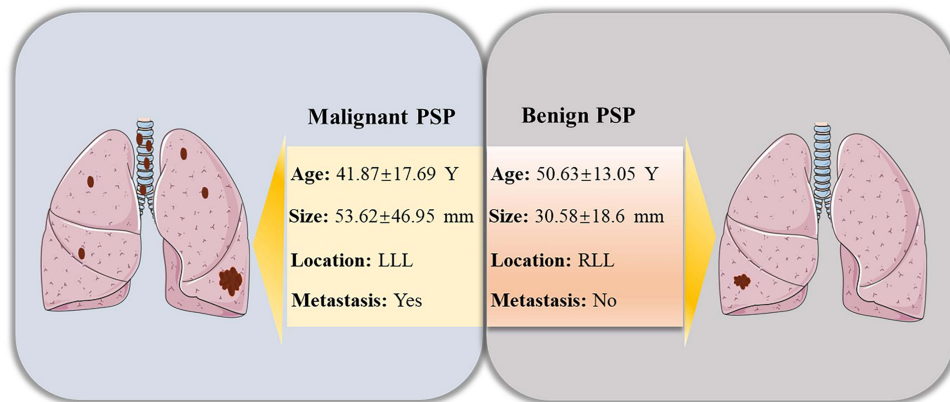 Malignant PSP
Age: 41.87±17.69 Y
Size: 53.62±46.95 mm
Location: LLL
Metastasis: Yes
Benign PSP
Age: 50.63±13.05 Y
Size: 30.58±18.6 mm
Location: RLL
Metastasis: No